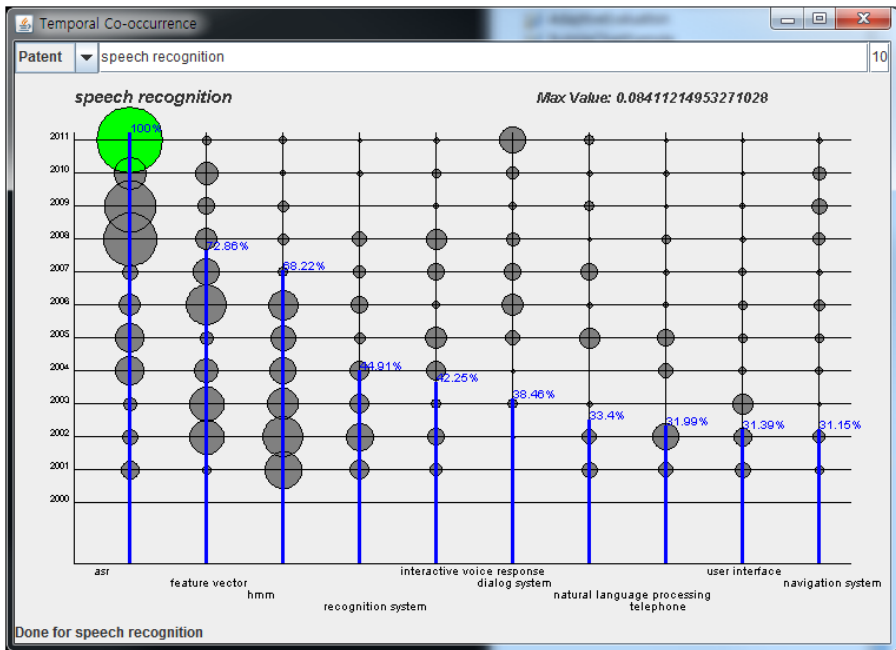 Temporal Co-occurrence
Patent speech recognition 10
speech recognition Max Value: 0.08411214953271028
2011 100%
2010
2009
2008
72.86%
2007 68.22%
2006
2005
2004 44.91%
42.25%
2003 38.46%
33.4%
2002 31.99% 31.39% 31.15%
2001
2000
asr interactive voice response user interface
feature vector dialog system navigation system
hmm natural language processing
recognition system telephone
Done for speech recognition